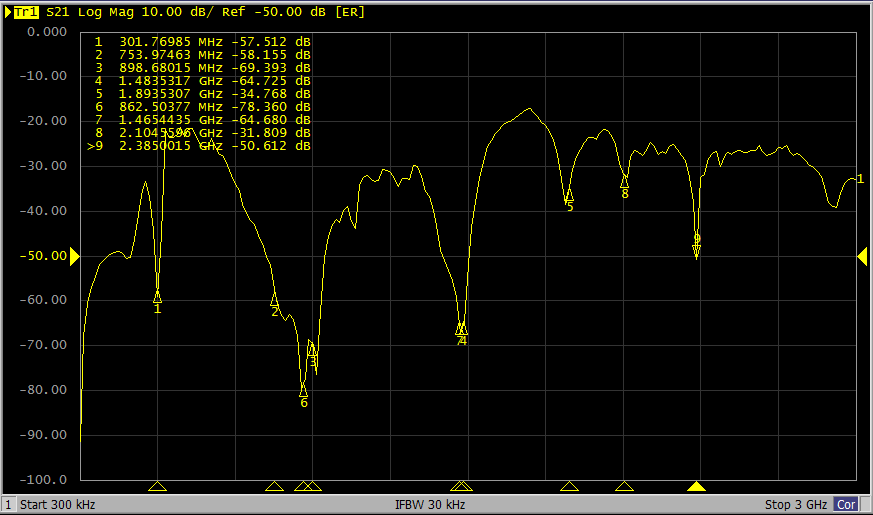 Tr1 S21 Log Mag 10.00 dB/ Ref -50.00 dB [ER]
0.000
-10.00
-20.00
-30.00
-40.00
-50.00
-60.00
-70.00
-80.00
-90.00
-100.0
1 301.76985 MHz -57.512 dB
2 753.97463 MHz -58.155 dB
3 898.68015 MHz -69.393 dB
4 1.4835317 GHz -64.725 dB
5 1.8935307 GHz -34.768 dB
6 862.50377 MHz -78.360 dB
7 1.4654407 GHz -64.680 dB
8 2.1045596 GHz -31.809 dB
>9 2.3850015 GHz -50.612 dB
1
2
3
4
5
6
7
8
9
1
1 Start 300 kHz IFBW 30 kHz Stop 3 GHz Cor